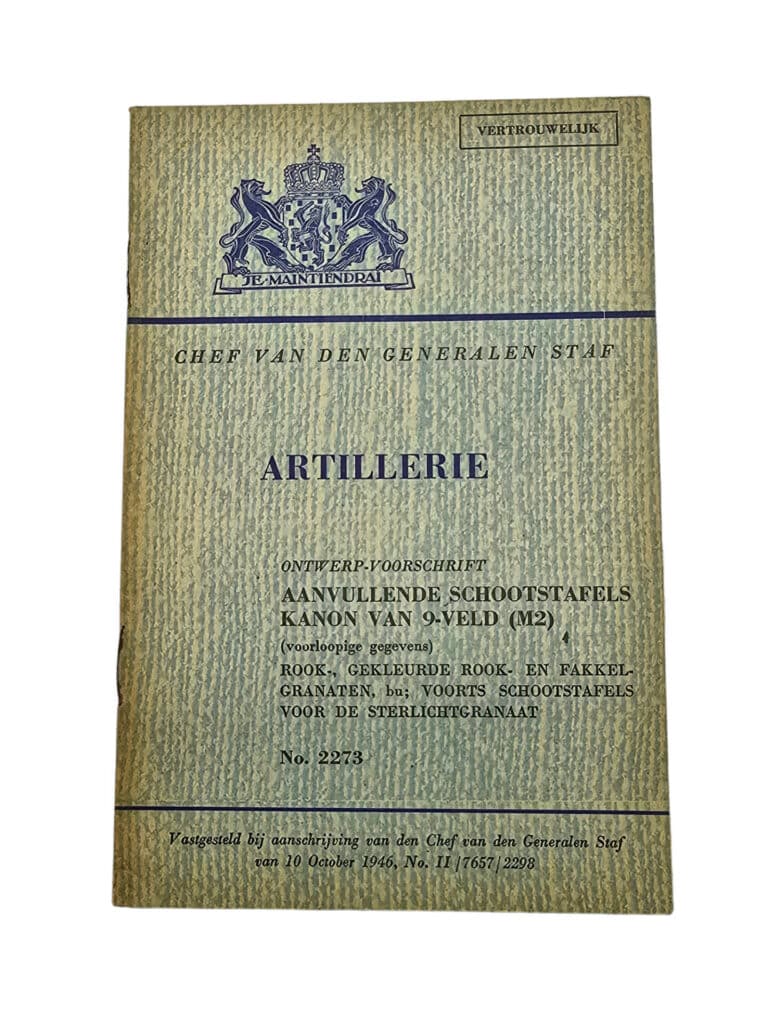 VERTROUWELIJK
JE·MAINTIENDRAI
CHEF VAN DEN GENERALEN STAF
ARTILLERIE
ONTWERP-VOORSCHRIFT
AANVULLENDE SCHOOTSTAFELS
KANON VAN 9-VELD (M2)
(voorloopige gegevens)
ROOK-, GEKLEURDE ROOK- EN FAKKEL-
GRANATEN, bu; VOORTS SCHOOTSTAFELS
VOOR DE STERLICHTGRANAAT
No. 2273
Vastgesteld bij aanschrijving van den Chef van den Generalen Staf
van 10 October 1946, No. II/7657/2298